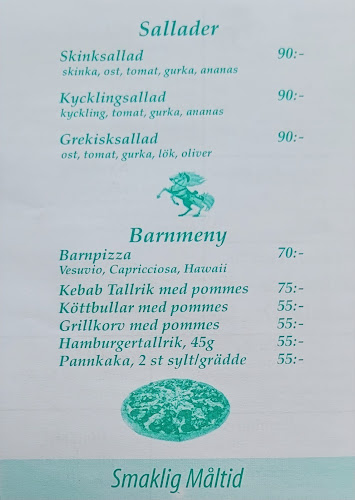 Sallader
Skinksallad 90:-
skinka, ost, tomat, gurka, ananas
Kycklingsallad 90:-
kyckling, tomat, gurka, ananas
Grekisksallad 90:-
ost, tomat, gurka, lök, oliver
Barnmeny
Barnpizza 70:-
Vesuvio, Capricciosa, Hawaii
Kebab Tallrik med pommes 75:-
Köttbullar med pommes 55:-
Grillkorv med pommes 55:-
Hamburgertallrik, 45g 55:-
Pannkaka, 2 st sylt/grädde 55:-
Smaklig Måltid